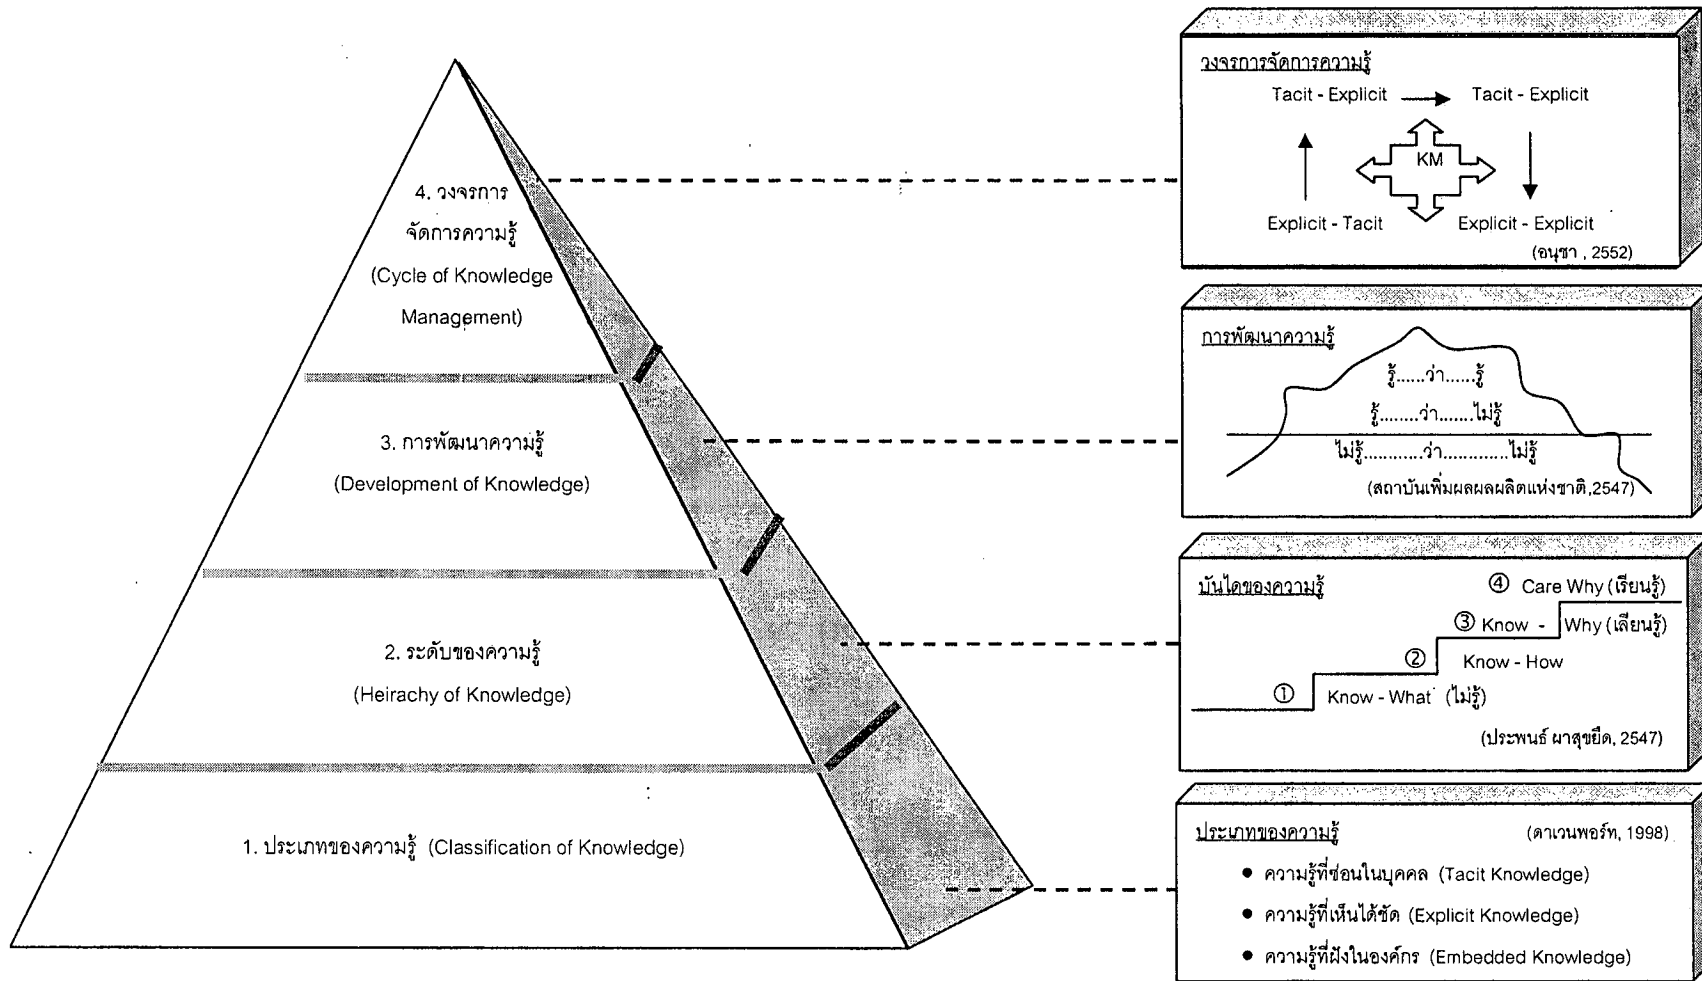 4. วงจรการ
จัดการความรู้
(Cycle of Knowledge
Management)
3. การพัฒนาความรู้
(Development of Knowledge)
2. ระดับของความรู้
(Heirachy of Knowledge)
1. ประเภทของความรู้ (Classification of Knowledge)
วงจรการจัดการความรู้
Tacit - Explicit Tacit - Explicit
KM
Explicit - Tacit Explicit - Explicit
(อนุชา , 2552)
การพัฒนาความรู้
รู้......ว่า......รู้
รู้........ว่า.......ไม่รู้
ไม่รู้............ว่า.............ไม่รู้
(สถาบันเพิ่มผลผลผลิตแห่งชาติ,2547)
บันไดของความรู้
④ Care Why (เรียนรู้)
③ Know - Why (เลียนรู้)
② Know - How
① Know - What (ไม่รู้)
(ประพนธ์ ผาสุขยืด, 2547)
ประเภทของความรู้ (ดาเวนพอร์ท, 1998)
● ความรู้ที่ซ่อนในบุคคล (Tacit Knowledge)
● ความรู้ที่เห็นได้ชัด (Explicit Knowledge)
● ความรู้ที่ฝังในองค์กร (Embedded Knowledge)